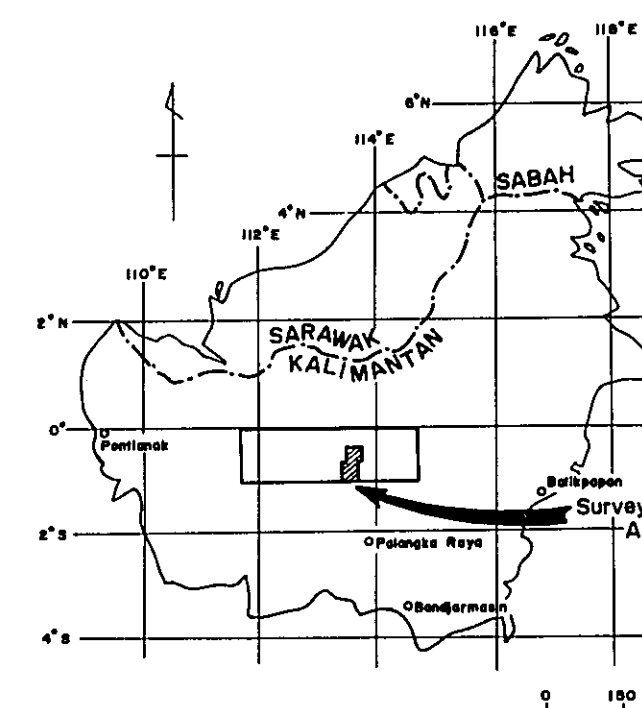 116°E
118°E
6°N
114°E
SABAH
4°N
112°E
110°E
2°N
SARAWAK
KALIMANTAN
0°
Pontianak
Balikpapan
Survey
A
2°S
Palangka Raya
Bandjarmasin
4°S
0 150